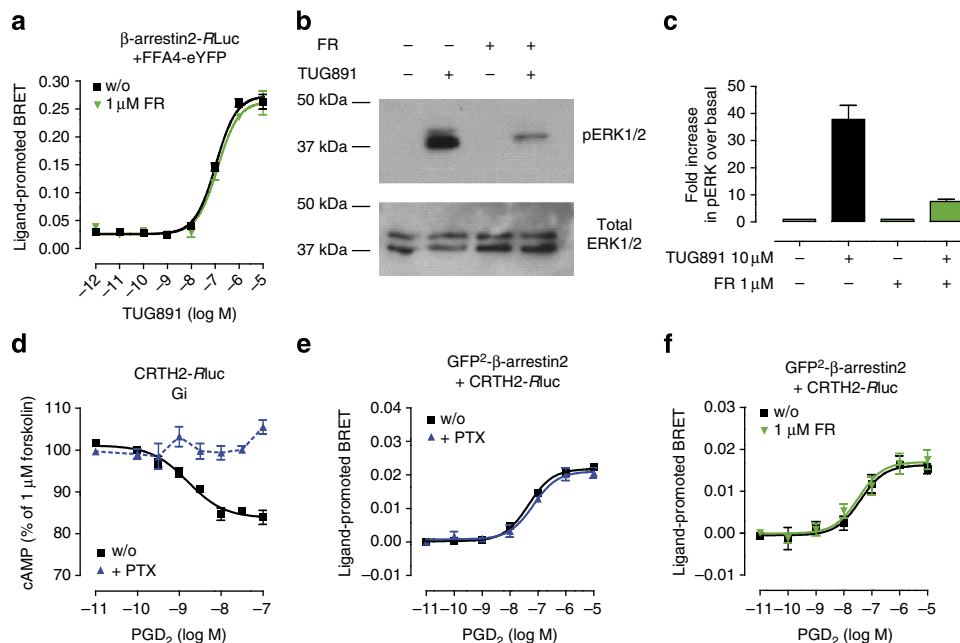 a
β-arrestin2-RLuc
+FFA4-eYFP
w/o
1 μM FR
Ligand-promoted BRET
0.30
0.25
0.20
0.15
0.10
0.05
0.00
–12
–11
–10
–9
–8
–7
–6
–5
TUG891 (log M)
b
FR – – + +
TUG891 – + – +
50 kDa
37 kDa
pERK1/2
50 kDa
37 kDa
Total
ERK1/2
c
Fold increase
in pERK over basal
50
40
30
20
10
0
TUG891 10 μM – + – +
FR 1 μM – – + +
d
CRTH2-Rluc
Gi
cAMP (% of 1 μM forskolin)
110
100
90
80
70
w/o
+ PTX
–11 –10 –9 –8 –7
PGD2 (log M)
e
GFP²-β-arrestin2
+ CRTH2-Rluc
w/o
+ PTX
Ligand-promoted BRET
0.04
0.03
0.02
0.01
0.00
–0.01
–11 –10 –9 –8 –7 –6 –5
PGD2 (log M)
f
GFP²-β-arrestin2
+ CRTH2-Rluc
w/o
1 μM FR
Ligand-promoted BRET
0.03
0.02
0.01
0.00
–0.01
–11 –10 –9 –8 –7 –6 –5
PGD2 (log M)